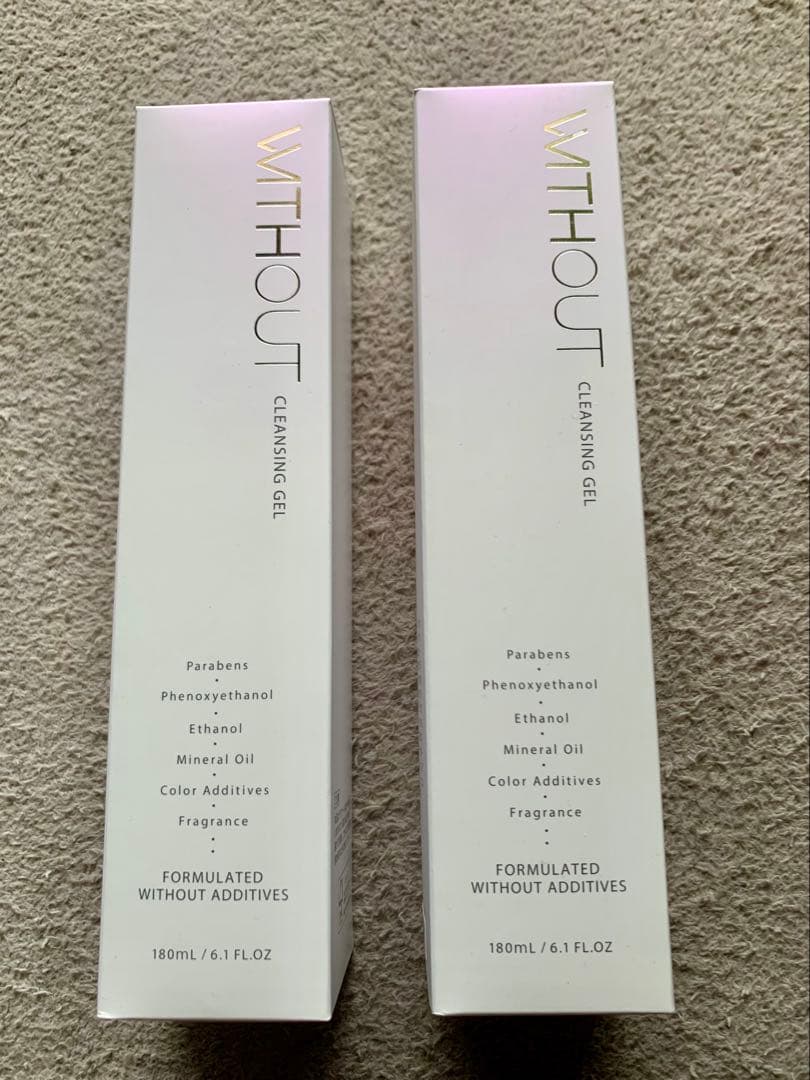 WITHOUT
CLEANSING GEL
Parabens
Phenoxyethanol
Ethanol
Mineral Oil
Color Additives
Fragrance
FORMULATED
WITHOUT ADDITIVES
180mL / 6.1 FL.OZ
WITHOUT
CLEANSING GEL
Parabens
Phenoxyethanol
Ethanol
Mineral Oil
Color Additives
Fragrance
FORMULATED
WITHOUT ADDITIVES
180mL / 6.1 FL.OZ